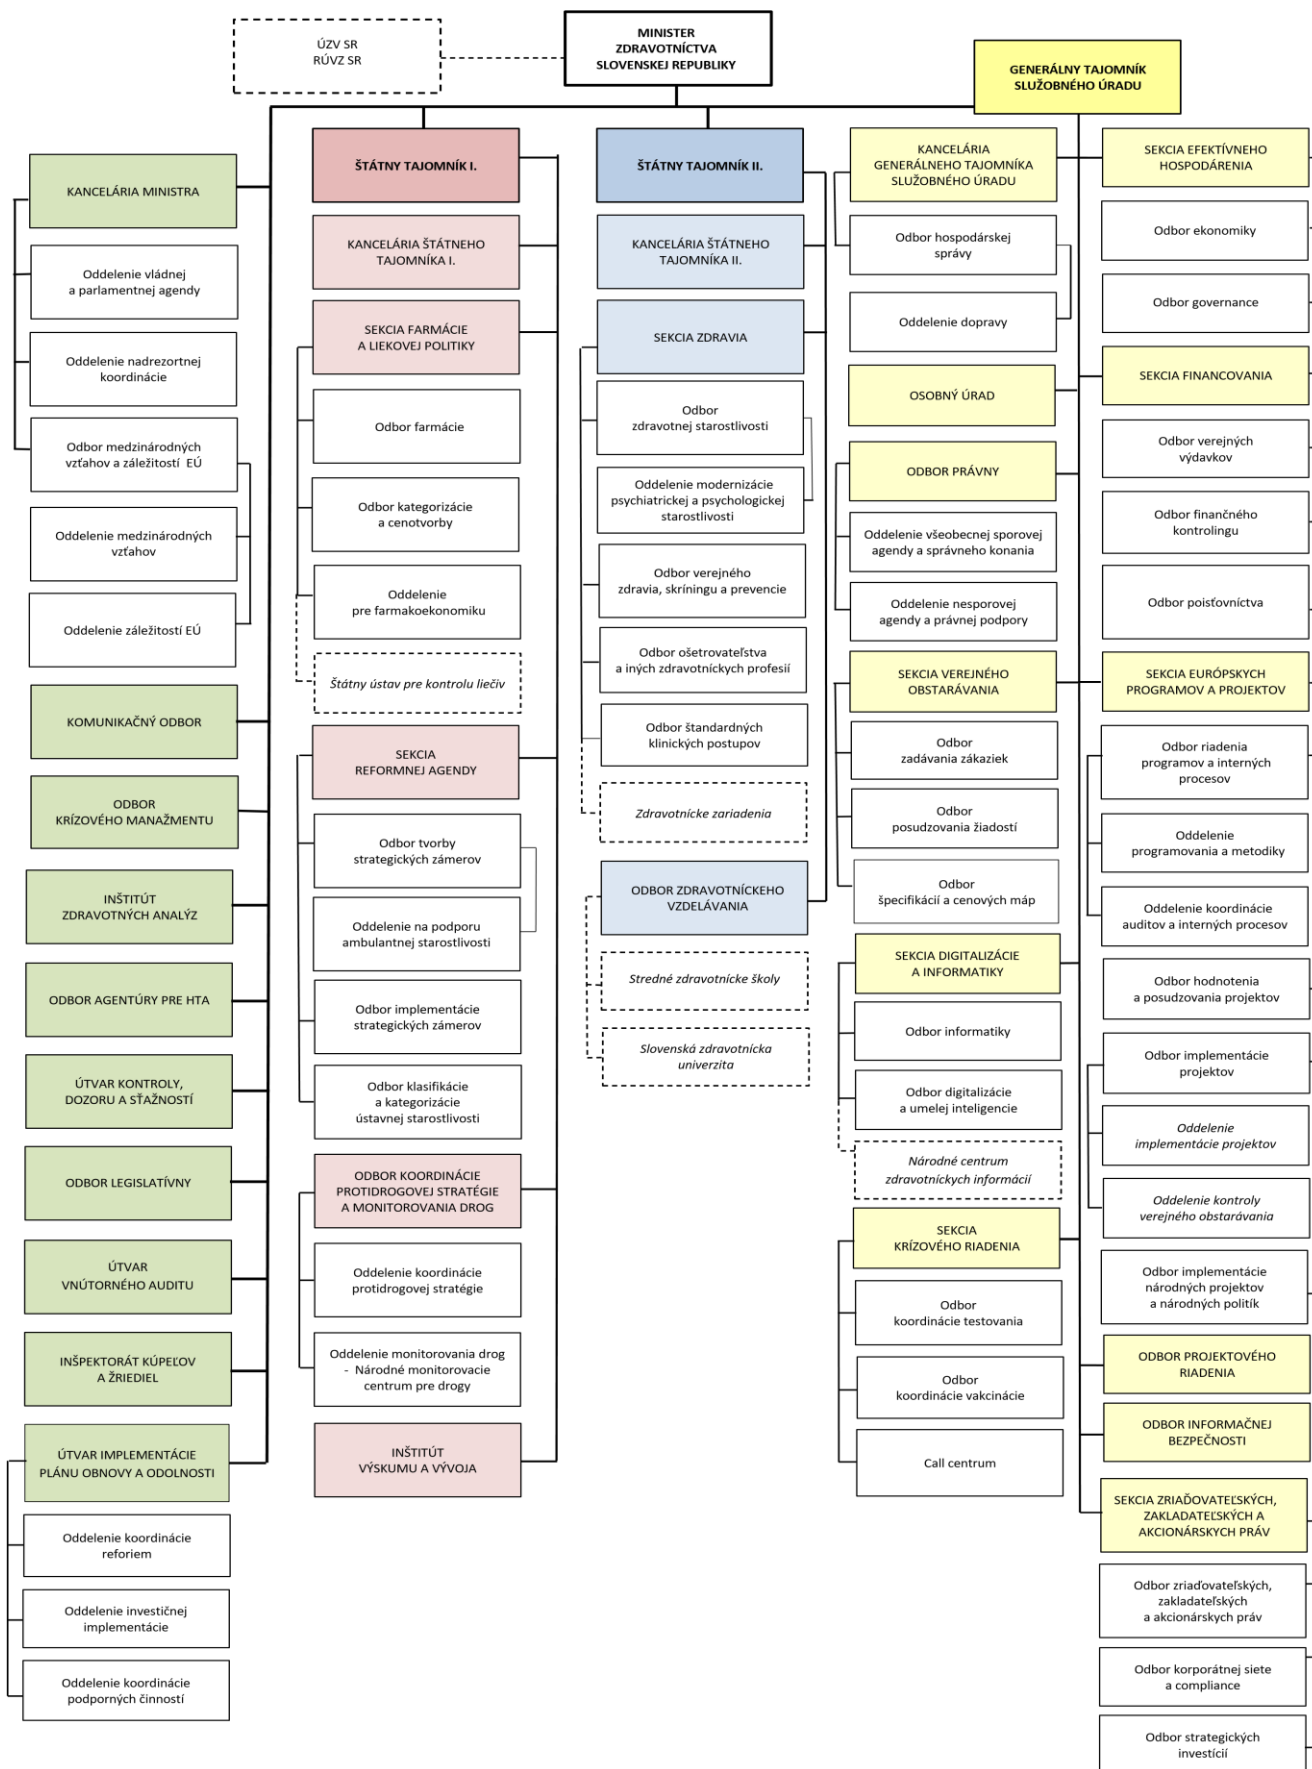 ÚZV SR
RÚVZ SR
MINISTER
ZDRAVOTNÍCTVA
SLOVENSKEJ REPUBLIKY
GENERÁLNY TAJOMNÍK
SLUŽOBNÉHO ÚRADU
KANCELÁRIA MINISTRA
Oddelenie vládnej
a parlamentnej agendy
Oddelenie nadrezortnej
koordinácie
Odbor medzinárodných
vzťahov a záležitostí EÚ
Oddelenie medzinárodných
vzťahov
Oddelenie záležitostí EÚ
KOMUNIKAČNÝ ODBOR
ODBOR
KRÍZOVÉHO MANAŽMENTU
INŠTITÚT
ZDRAVOTNÝCH ANALÝZ
ODBOR AGENTÚRY PRE HTA
ÚTVAR KONTROLY,
DOZORU A SŤAŽNOSTÍ
ODBOR LEGISLATÍVNY
ÚTVAR
VNÚTORNÉHO AUDITU
INŠPEKTORÁT KÚPEĽOV
A ŽRIEDIEL
ÚTVAR IMPLEMENTÁCIE
PLÁNU OBNOVY A ODOLNOSTI
Oddelenie koordinácie
reforiem
Oddelenie investičnej
implementácie
Oddelenie koordinácie
podporných činností
ŠTÁTNY TAJOMNÍK I.
KANCELÁRIA ŠTÁTNEHO
TAJOMNÍKA I.
SEKCIA FARMÁCIE
A LIEKOVEJ POLITIKY
Odbor farmácie
Odbor kategorizácie
a cenotvorby
Oddelenie
pre farmakoekonomiku
Štátny ústav pre kontrolu liečiv
SEKCIA
REFORMNEJ AGENDY
Odbor tvorby
strategických zámerov
Oddelenie na podporu
ambulantnej starostlivosti
Odbor implementácie
strategických zámerov
Odbor klasifikácie
a kategorizácie
ústavnej starostlivosti
ODBOR KOORDINÁCIE
PROTIDROGOVEJ STRATÉGIE
A MONITOROVANIA DROG
Oddelenie koordinácie
protidrogovej stratégie
Oddelenie monitorovania drog
- Národné monitorovacie
centrum pre drogy
INŠTITÚT
VÝSKUMU A VÝVOJA
ŠTÁTNY TAJOMNÍK II.
KANCELÁRIA ŠTÁTNEHO
TAJOMNÍKA II.
SEKCIA ZDRAVIA
Odbor
zdravotnej starostlivosti
Oddelenie modernizácie
psychiatrickej a psychologickej
starostlivosti
Odbor verejného
zdravia, skríningu a prevencie
Odbor ošetrovateľstva
a iných zdravotníckych profesií
Odbor štandardných
klinických postupov
Zdravotnícke zariadenia
ODBOR ZDRAVOTNÍCKEHO
VZDELÁVANIA
Stredné zdravotnícke školy
Slovenská zdravotnícka
univerzita
KANCELÁRIA
GENERÁLNEHO TAJOMNÍKA
SLUŽOBNÉHO ÚRADU
Odbor hospodárskej
správy
Oddelenie dopravy
OSOBNÝ ÚRAD
ODBOR PRÁVNY
Oddelenie všeobecnej sporovej
agendy a správneho konania
Oddelenie nesporovej
agendy a právnej podpory
SEKCIA VEREJNÉHO
OBSTARÁVANIA
Odbor
zadávania zákaziek
Odbor
posudzovania žiadostí
Odbor
špecifikácií a cenových máp
SEKCIA DIGITALIZÁCIE
A INFORMATIKY
Odbor informatiky
Odbor digitalizácie
a umelej inteligencie
Národné centrum
zdravotníckych informácií
SEKCIA
KRÍZOVÉHO RIADENIA
Odbor
koordinácie testovania
Odbor
koordinácie vakcinácie
Call centrum
SEKCIA EFEKTÍVNEHO
HOSPODÁRENIA
Odbor ekonomiky
Odbor governance
SEKCIA FINANCOVANIA
Odbor verejných
výdavkov
Odbor finančného
kontrolingu
Odbor poisťovníctva
SEKCIA EURÓPSKYCH
PROGRAMOV A PROJEKTOV
Odbor riadenia
programov a interných
procesov
Oddelenie
programovania a metodiky
Oddelenie koordinácie
auditov a interných procesov
Odbor hodnotenia
a posudzovania projektov
Odbor implementácie
projektov
Oddelenie
implementácie projektov
Oddelenie kontroly
verejného obstarávania
Odbor implementácie
národných projektov
a národných politík
ODBOR PROJEKTOVÉHO
RIADENIA
ODBOR INFORMAČNEJ
BEZPEČNOSTI
SEKCIA ZRIAĎOVATEĽSKÝCH,
ZAKLADATEĽSKÝCH A
AKCIONÁRSKYCH PRÁV
Odbor zriaďovateľských,
zakladateľských
a akcionárskych práv
Odbor korporátnej siete
a compliance
Odbor strategických
investícií